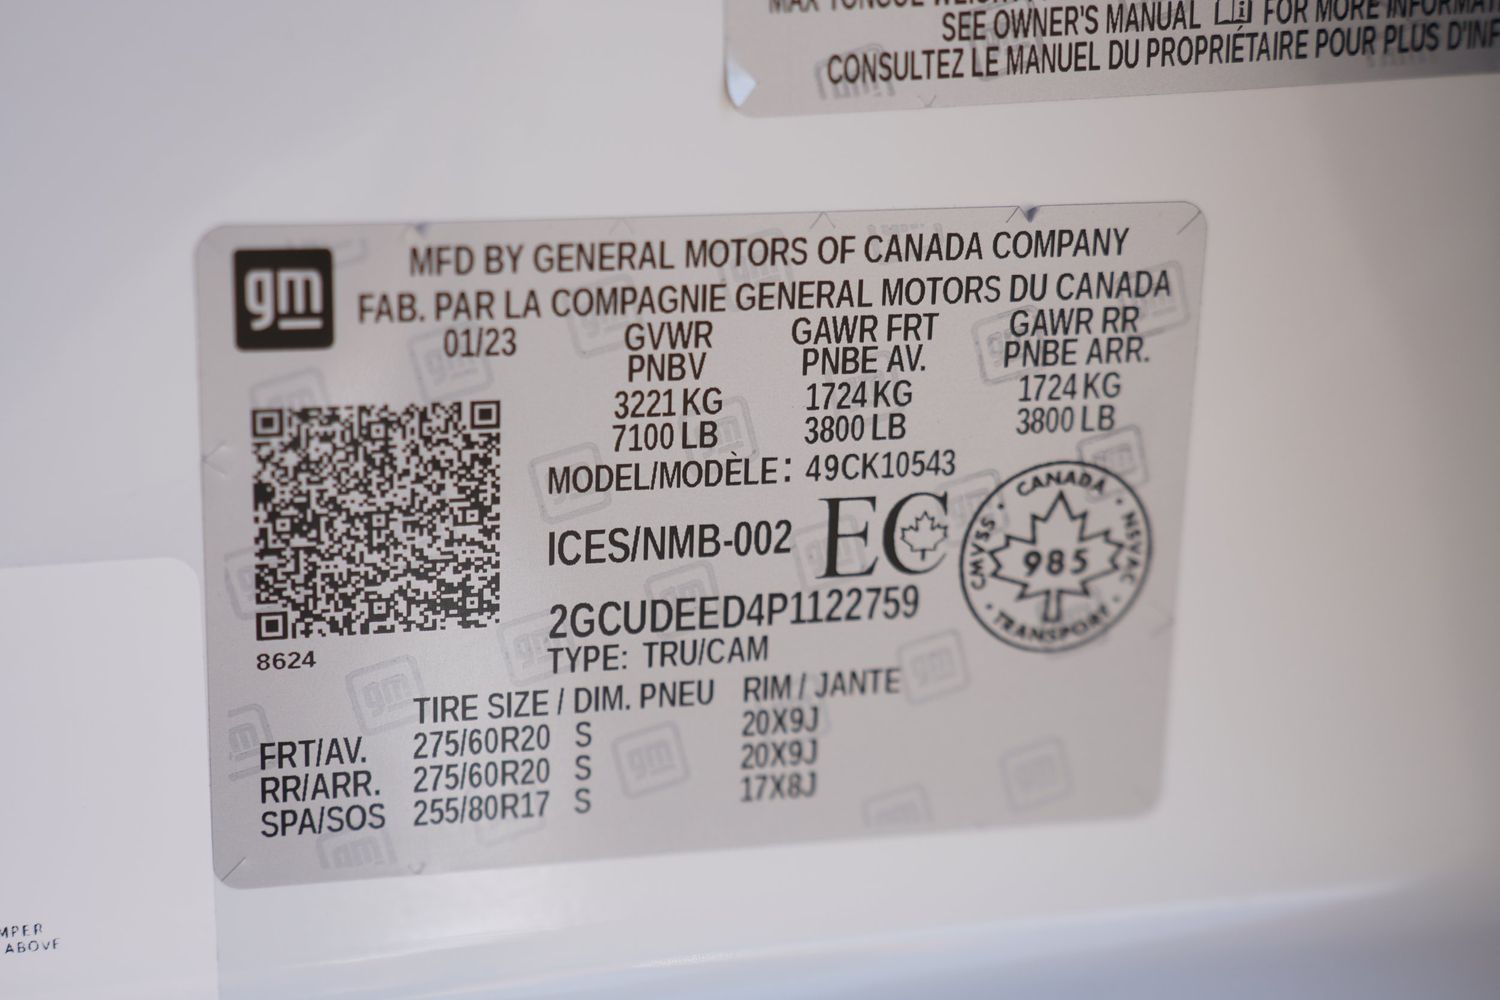 SEE OWNER'S MANUAL FOR MORE
CONSULTEZ LE MANUEL DU PROPRIÉTAIRE POUR PLUS
gm
MFD BY GENERAL MOTORS OF CANADA COMPANY
FAB. PAR LA COMPAGNIE GENERAL MOTORS DU CANADA
01/23 GVWR GAWR FRT GAWR RR
PNBV PNBE AV. PNBE ARR.
3221 KG 1724 KG 1724 KG
7100 LB 3800 LB 3800 LB
MODEL/MODÈLE: 49CK10543
ICES/NMB-002 EC
CANADA
CMVSS · NSVAC
985
TRANSPORT
2GCUDEED4P1122759
8624
TYPE: TRU/CAM
TIRE SIZE / DIM. PNEU RIM / JANTE
FRT/AV. 275/60R20 S 20X9J
RR/ARR. 275/60R20 S 20X9J
SPA/SOS 255/80R17 S 17X8J
ABOVE